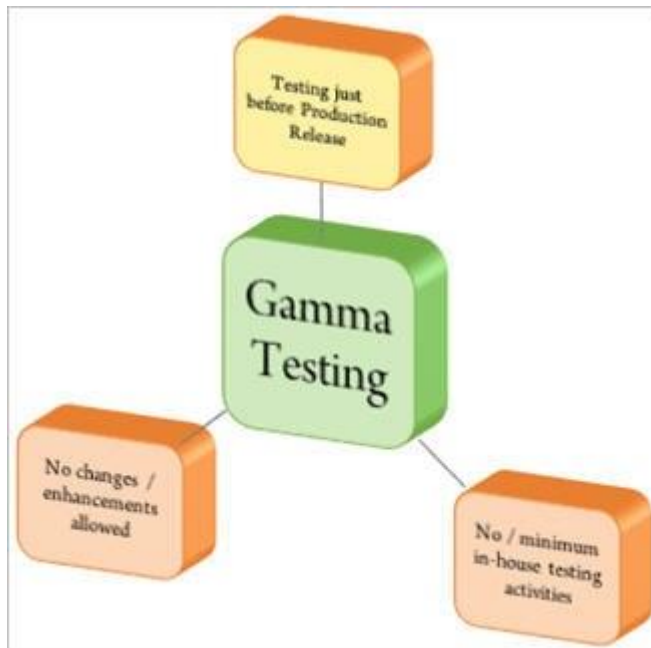 Testing just
before Production
Release
Gamma
Testing
No changes /
enhancements
allowed
No / minimum
in-house testing
activities